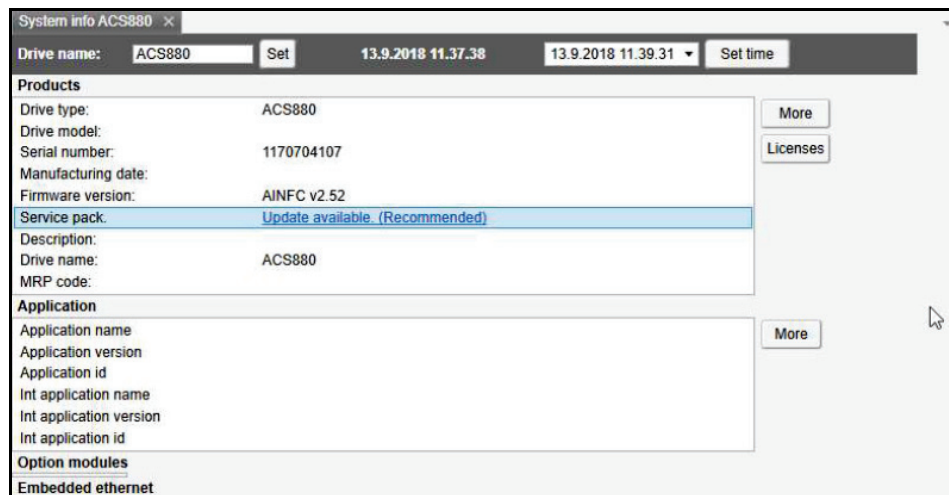 System info ACS880 ×
Drive name: ACS880 Set 13.9.2018 11.37.38 13.9.2018 11.39.31 Set time
Products
Drive type: ACS880 More
Drive model:
Serial number: 1170704107 Licenses
Manufacturing date:
Firmware version: AINFC v2.52
Service pack. Update available. (Recommended)
Description:
Drive name: ACS880
MRP code:
Application
Application name More
Application version
Application id
Int application name
Int application version
Int application id
Option modules
Embedded ethernet